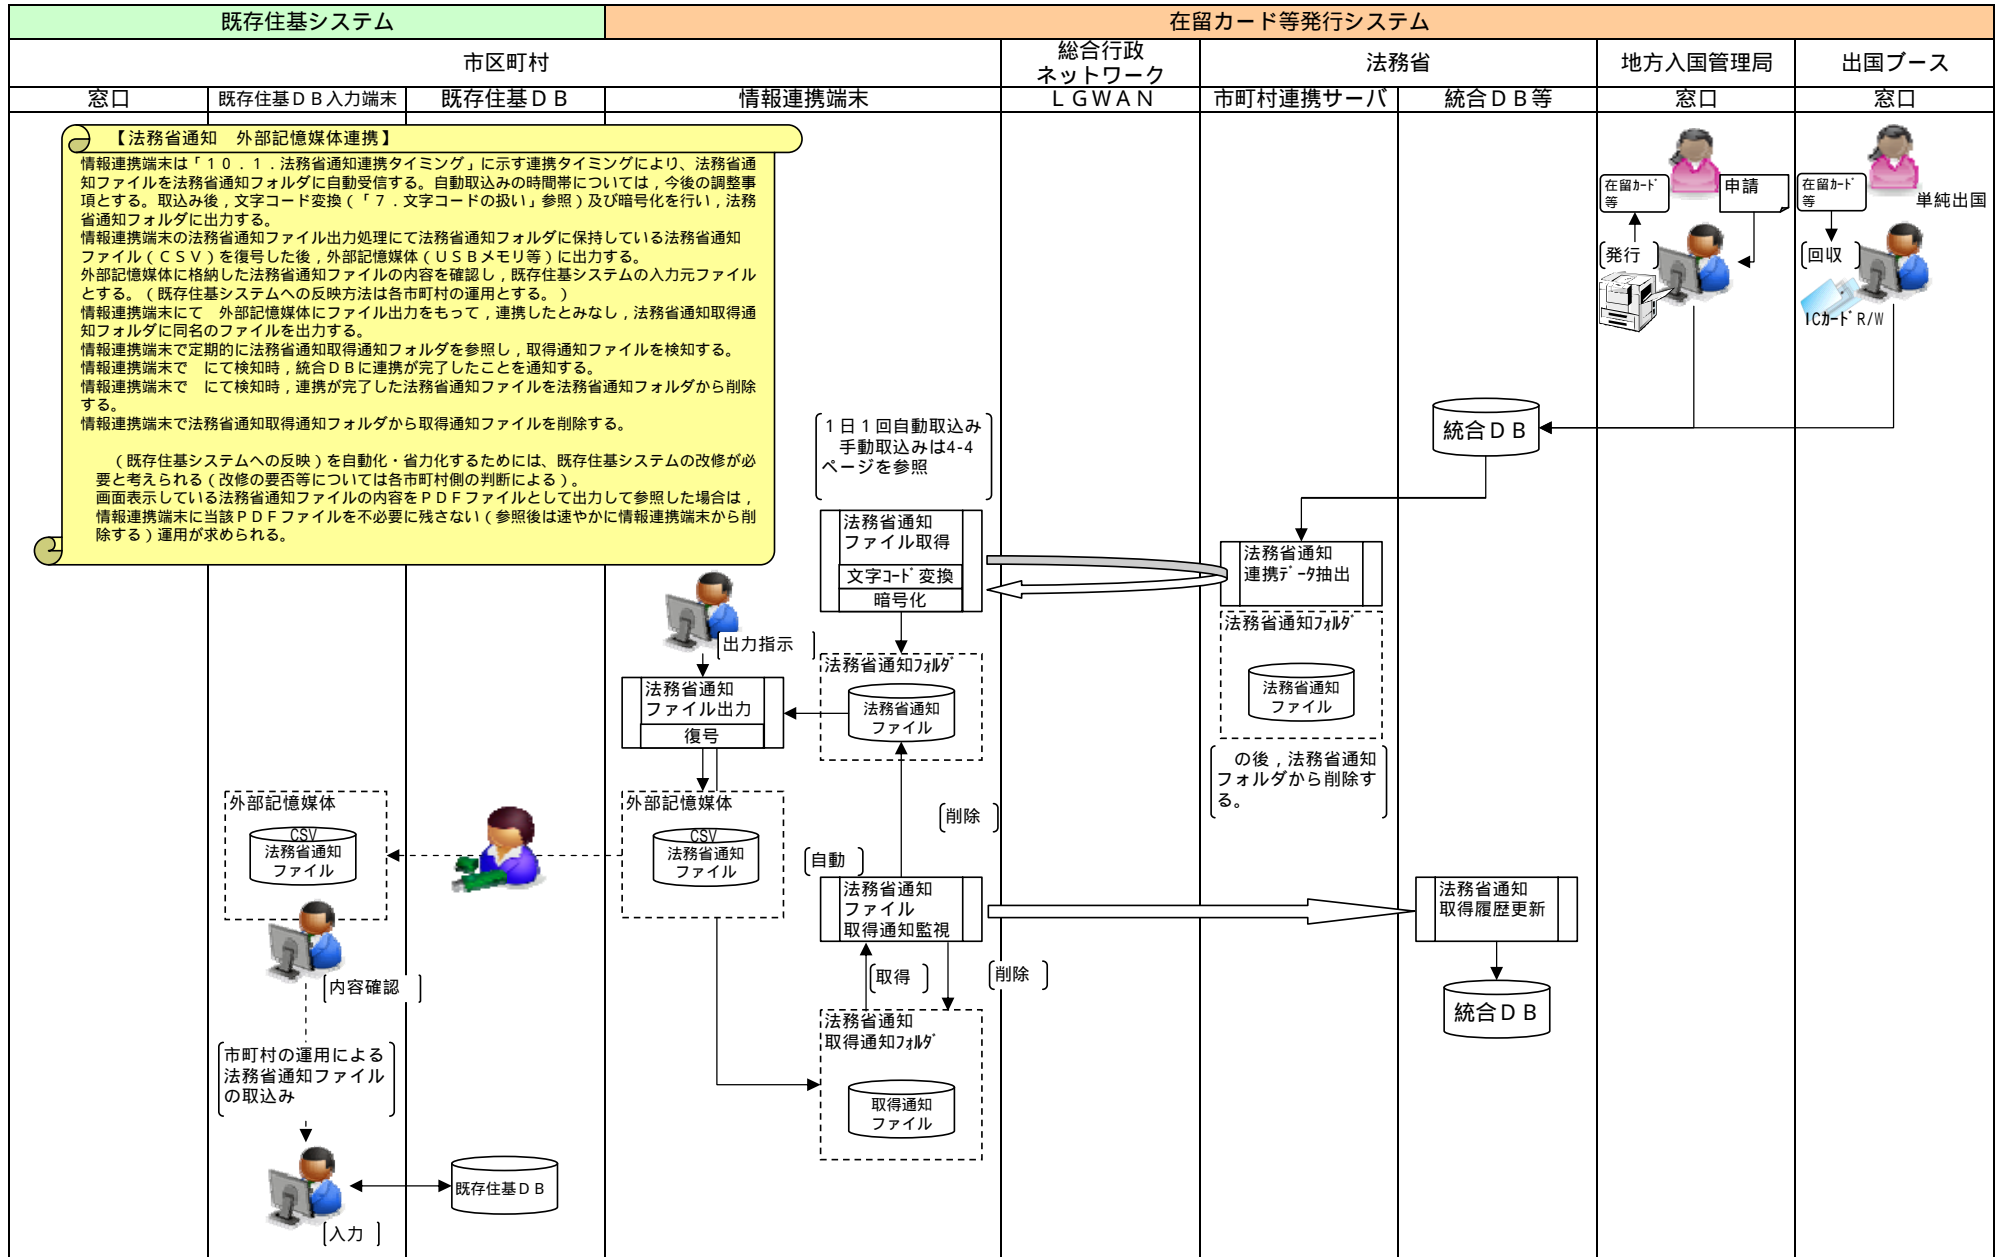 既存住基システム
在留カード等発行システム
市区町村
総合行政
ネットワーク
法務省
地方入国管理局
出国ブース
窓口
既存住基DB入力端末
既存住基DB
情報連携端末
LGWAN
市町村連携サーバ
統合DB等
窓口
窓口
【法務省通知　外部記憶媒体連携】
情報連携端末は「10.1.法務省通知連携タイミング」に示す連携タイミングにより、法務省通
知ファイルを法務省通知フォルダに自動受信する。自動取込みの時間帯については，今後の調整事
項とする。取込み後，文字コード変換（「7.文字コードの扱い」参照）及び暗号化を行い，法務
省通知フォルダに出力する。
情報連携端末の法務省通知ファイル出力処理にて法務省通知フォルダに保持している法務省通知
ファイル（CSV）を復号した後，外部記憶媒体（USBメモリ等）に出力する。
外部記憶媒体に格納した法務省通知ファイルの内容を確認し，既存住基システムの入力元ファイル
とする。（既存住基システムへの反映方法は各市町村の運用とする。）
情報連携端末にて　外部記憶媒体にファイル出力をもって，連携したとみなし，法務省通知取得通
知フォルダに同名のファイルを出力する。
情報連携端末で定期的に法務省通知取得通知フォルダを参照し，取得通知ファイルを検知する。
情報連携端末で　にて検知時，統合DBに連携が完了したことを通知する。
情報連携端末で　にて検知時，連携が完了した法務省通知ファイルを法務省通知フォルダから削除
する。
情報連携端末で法務省通知取得通知フォルダから取得通知ファイルを削除する。
（既存住基システムへの反映）を自動化・省力化するためには、既存住基システムの改修が必
要と考えられる（改修の要否等については各市町村側の判断による）。
画面表示している法務省通知ファイルの内容をPDFファイルとして出力して参照した場合は，
情報連携端末に当該PDFファイルを不必要に残さない（参照後は速やかに情報連携端末から削
除する）運用が求められる。
在留ｶｰﾄﾞ
等
申請
発行
在留ｶｰﾄﾞ
等
単純出国
回収
ICｶｰﾄﾞR/W
1日1回自動取込み
手動取込みは4-4
ページを参照
統合DB
法務省通知
ファイル取得
文字ｺｰﾄﾞ変換
暗号化
法務省通知
連携ﾃﾞｰﾀ抽出
法務省通知ﾌｫﾙﾀﾞ
法務省通知
ファイル
の後，法務省通知
フォルダから削除す
る。
出力指示
法務省通知
ファイル出力
復号
法務省通知ﾌｫﾙﾀﾞ
法務省通知
ファイル
外部記憶媒体
CSV
法務省通知
ファイル
外部記憶媒体
CSV
法務省通知
ファイル
削除
自動
法務省通知
ファイル
取得通知監視
法務省通知
取得履歴更新
取得
削除
統合DB
内容確認
法務省通知
取得通知ﾌｫﾙﾀﾞ
取得通知
ファイル
市町村の運用による
法務省通知ファイル
の取込み
既存住基DB
入力